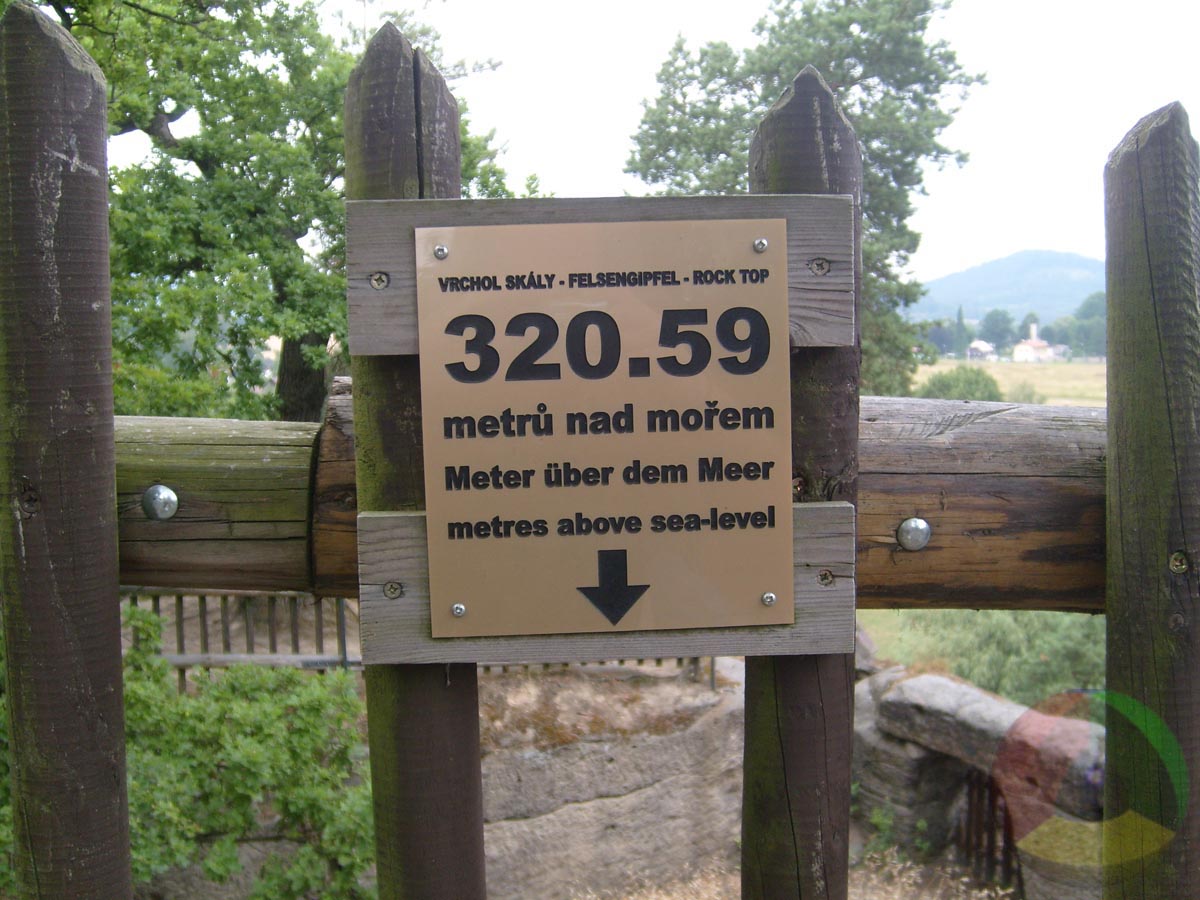 VRCHOL SKÁLY - FELSENGIPFEL - ROCK TOP
320.59
metrů nad mořem
Meter über dem Meer
metres above sea-level